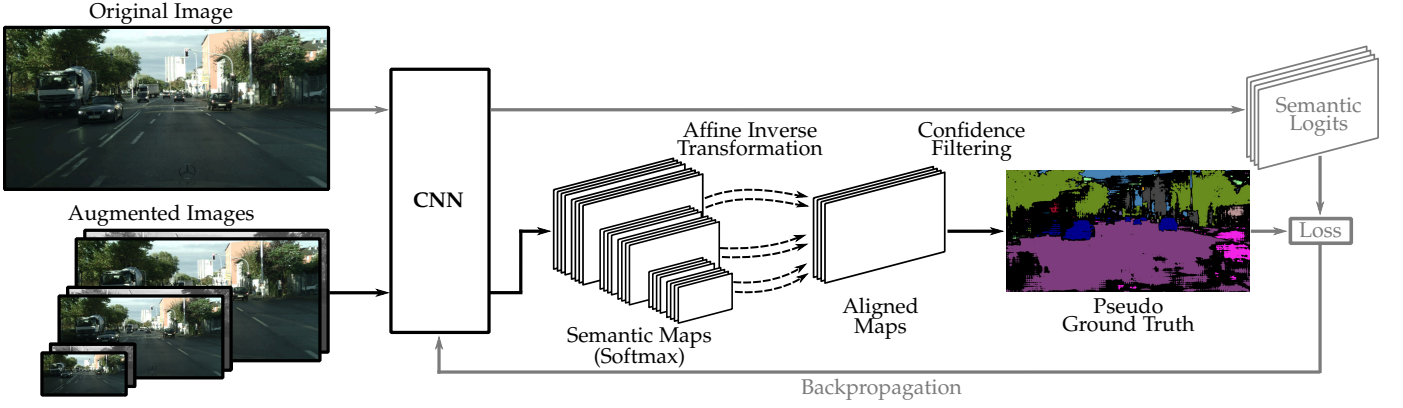 Original Image
Augmented Images
CNN
Affine Inverse
Transformation
Semantic Maps
(Softmax)
Aligned
Maps
Confidence
Filtering
Pseudo
Ground Truth
Semantic
Logits
Loss
Backpropagation